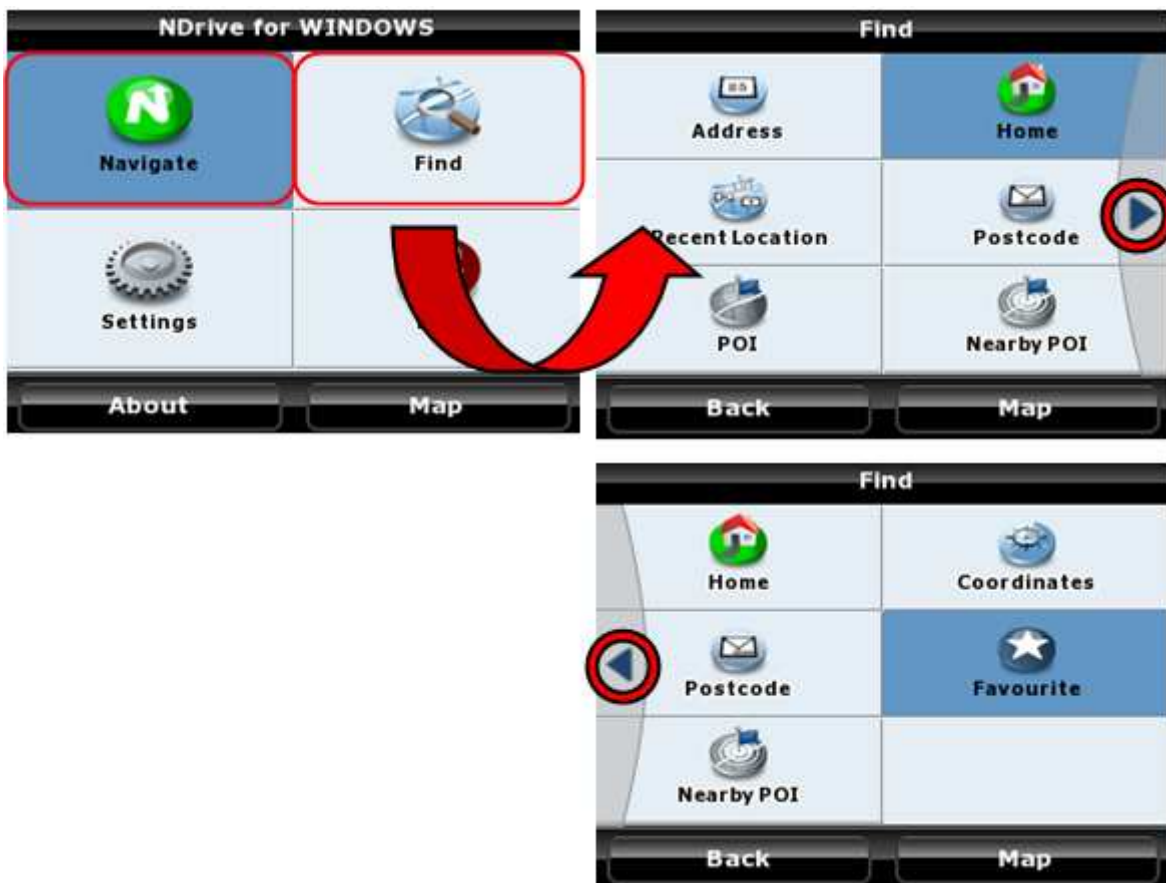 NDrive for WINDOWS
Navigate
Find
Settings
About
Map
Find
Address
Home
Recent Location
Postcode
POI
Nearby POI
Back
Map
Find
Home
Coordinates
Postcode
Favourite
Nearby POI
Back
Map